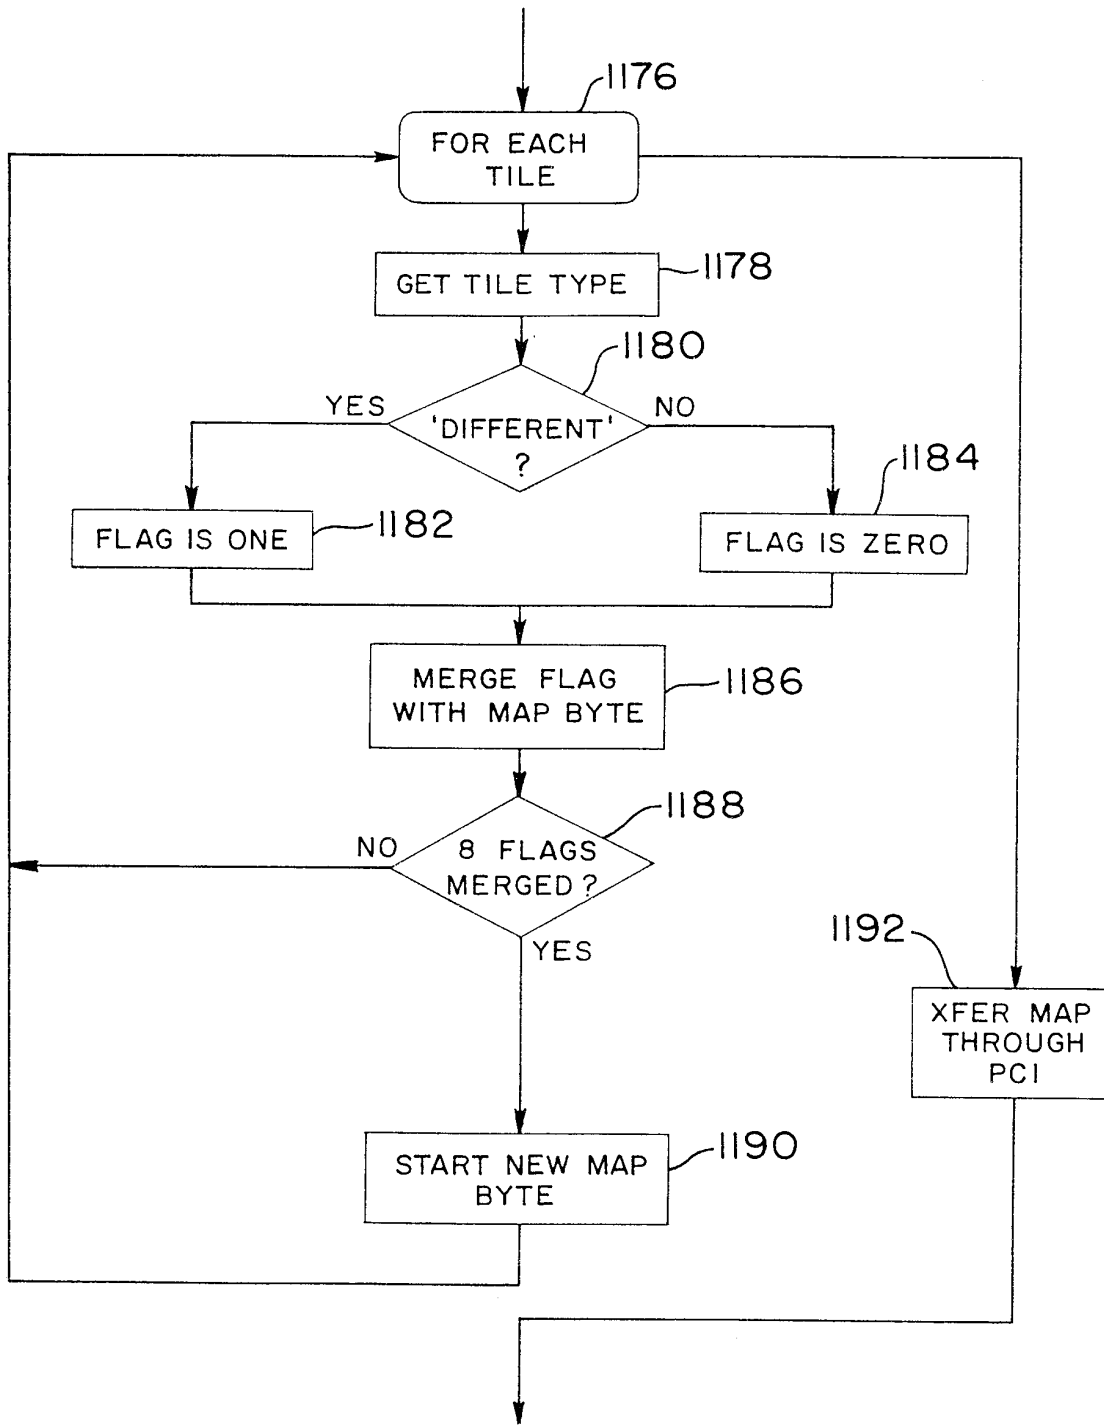 1176
FOR EACH
TILE
GET TILE TYPE
1178
1180
YES
NO
'DIFFERENT'
?
1182
1184
FLAG IS ONE
FLAG IS ZERO
MERGE FLAG
WITH MAP BYTE
1186
1188
NO
8 FLAGS
MERGED?
YES
1192
XFER MAP
THROUGH
PCI
START NEW MAP
BYTE
1190